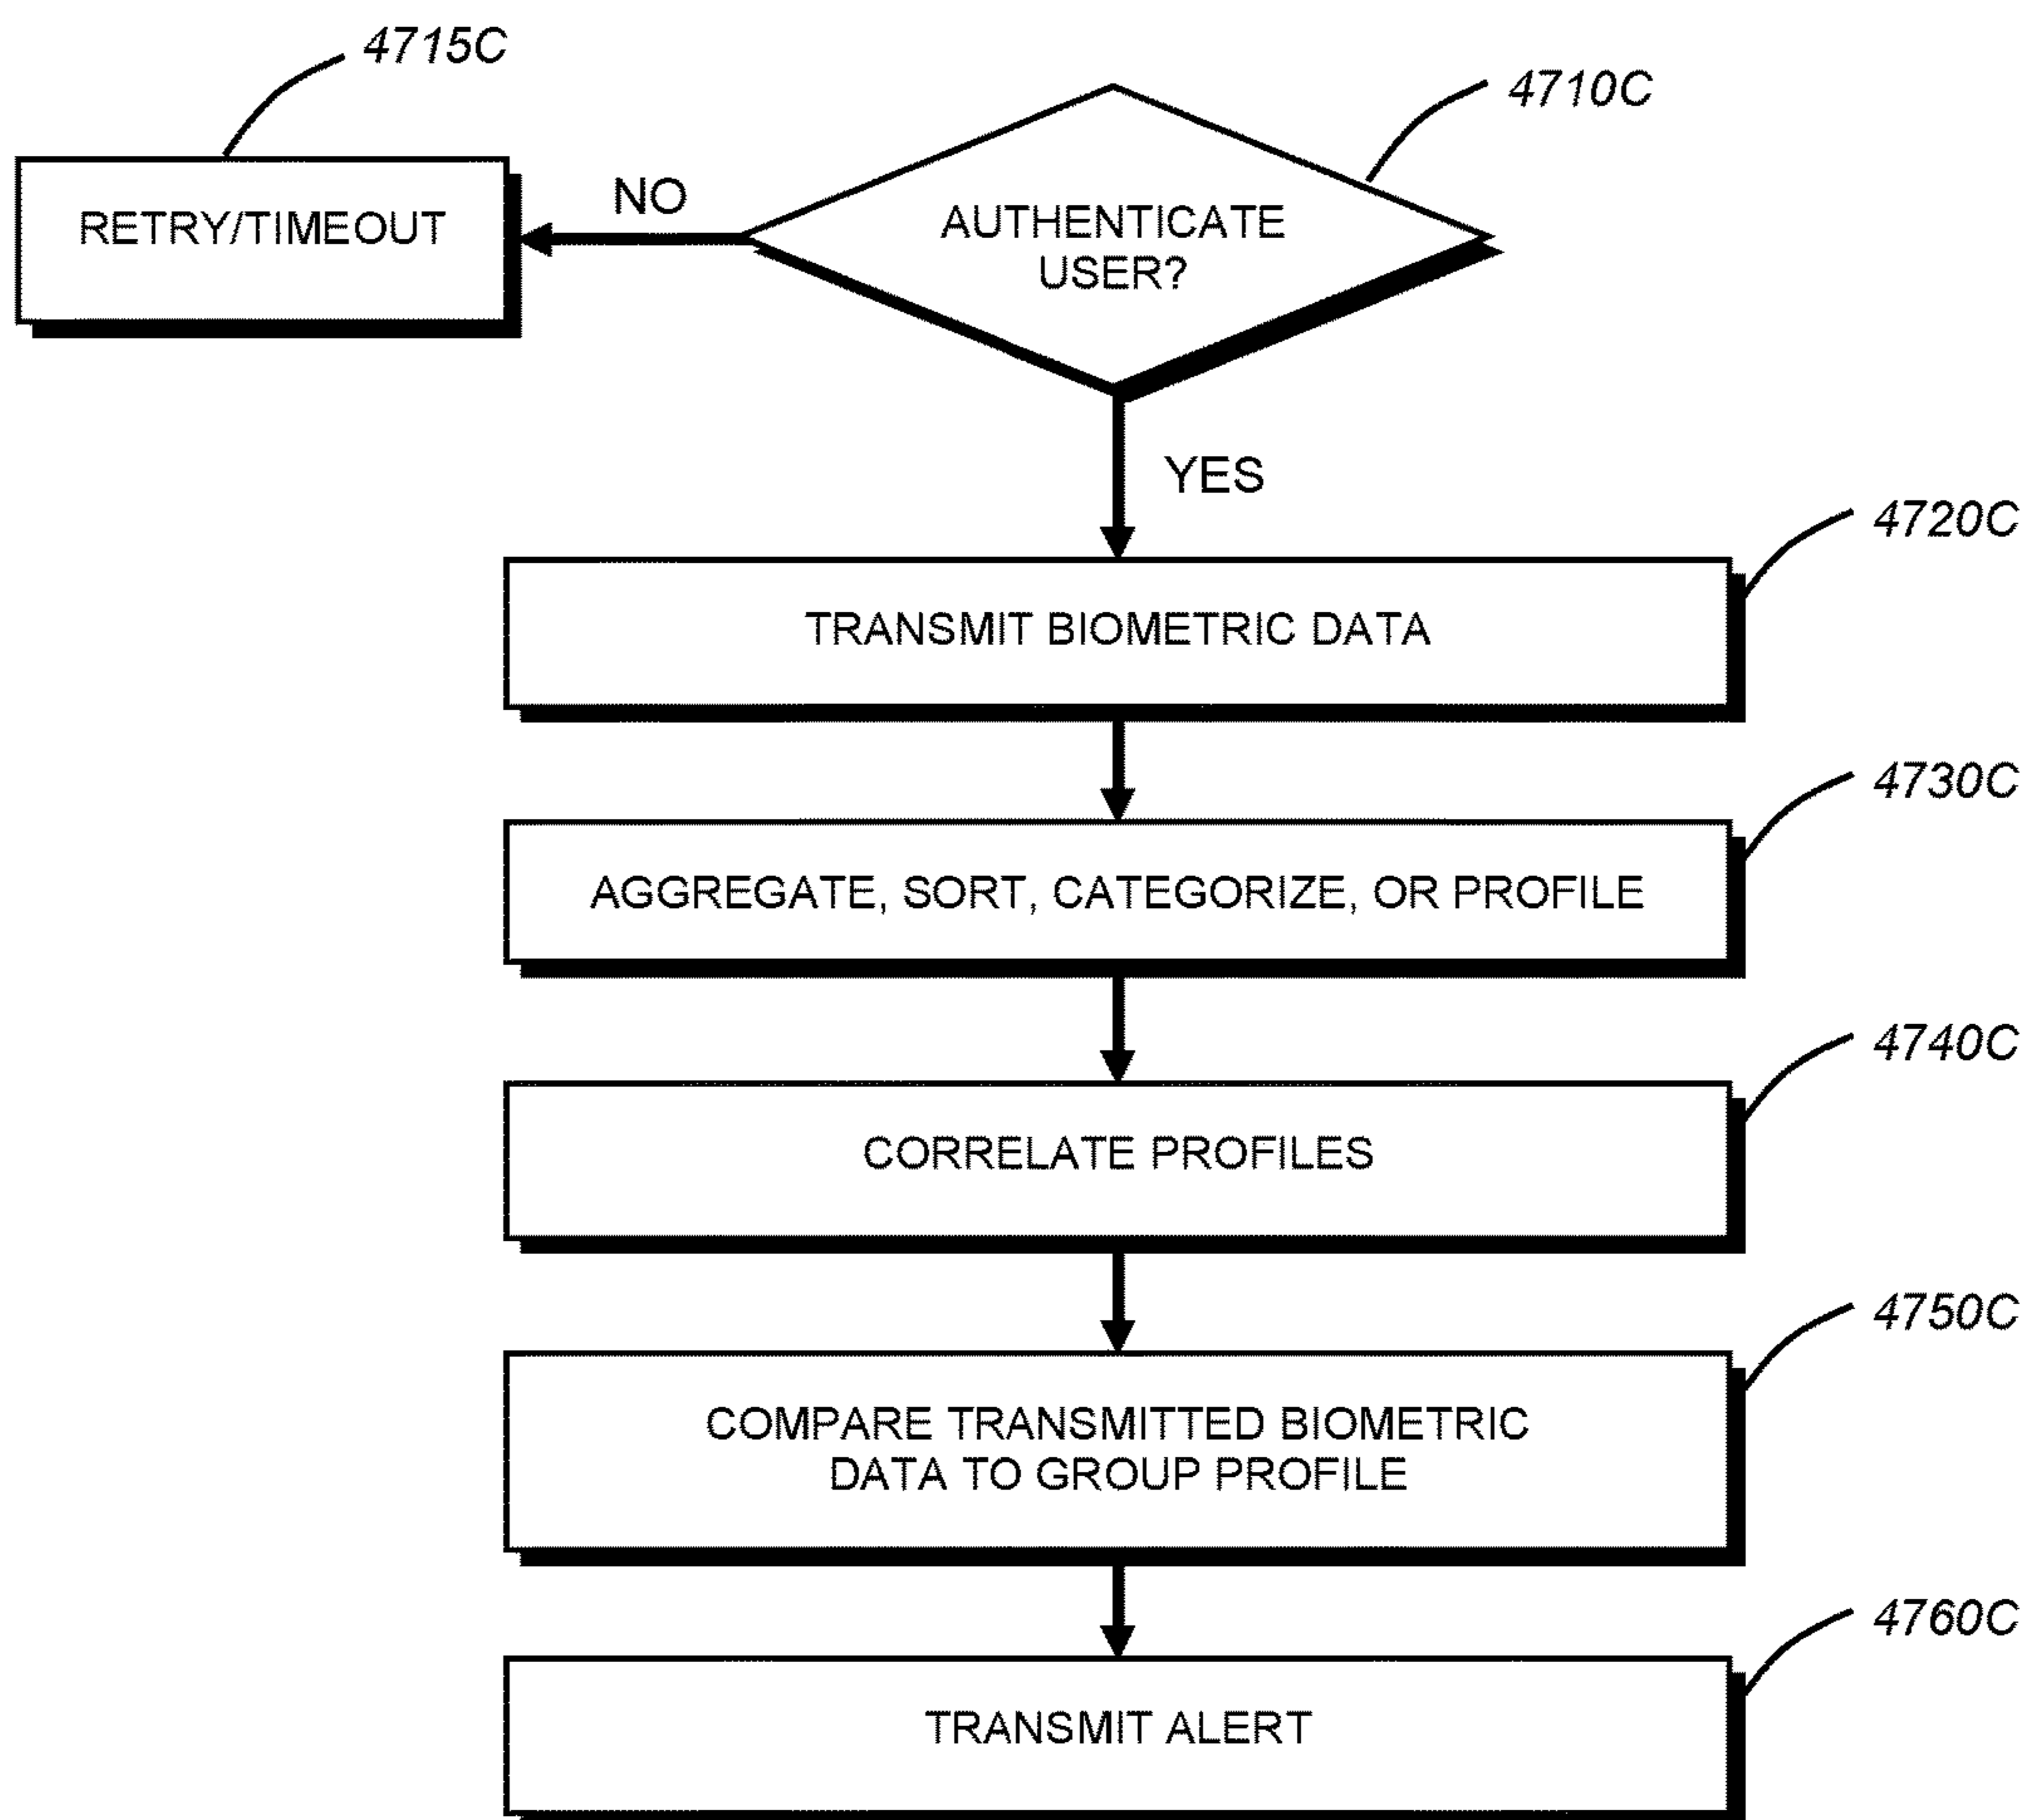 4715C
4710C
RETRY/TIMEOUT
NO
AUTHENTICATE
USER?
YES
4720C
TRANSMIT BIOMETRIC DATA
4730C
AGGREGATE, SORT, CATEGORIZE, OR PROFILE
4740C
CORRELATE PROFILES
4750C
COMPARE TRANSMITTED BIOMETRIC
DATA TO GROUP PROFILE
4760C
TRANSMIT ALERT